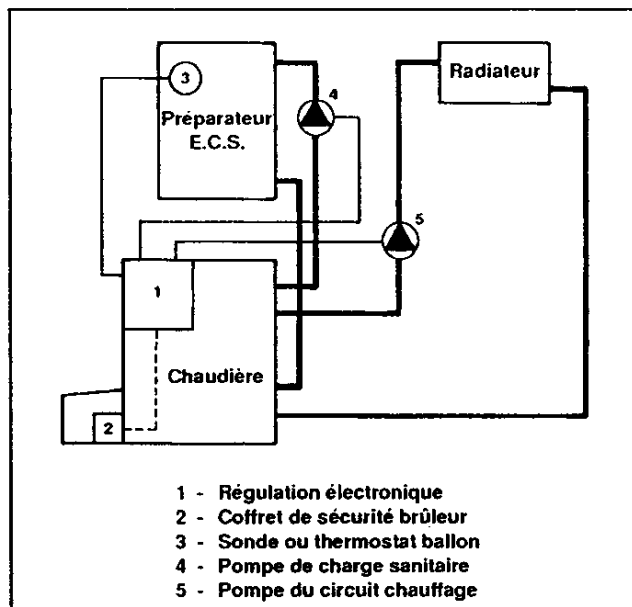 3
Préparateur
E.C.S.
4
Radiateur
5
1
Chaudière
2
1 - Régulation électronique
2 - Coffret de sécurité brûleur
3 - Sonde ou thermostat ballon
4 - Pompe de charge sanitaire
5 - Pompe du circuit chauffage